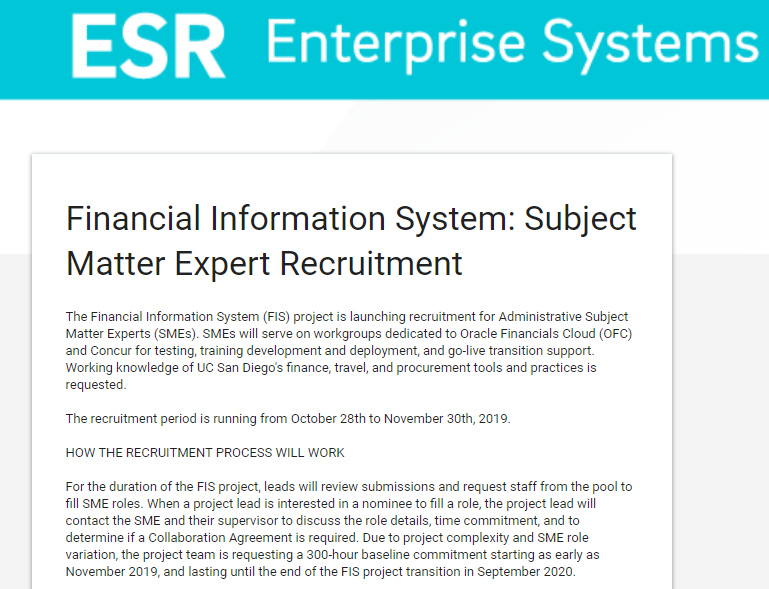 ESR Enterprise Systems
Financial Information System: Subject
Matter Expert Recruitment
The Financial Information System (FIS) project is launching recruitment for Administrative Subject
Matter Experts (SMEs). SMEs will serve on workgroups dedicated to Oracle Financials Cloud (OFC)
and Concur for testing, training development and deployment, and go-live transition support.
Working knowledge of UC San Diego's finance, travel, and procurement tools and practices is
requested.
The recruitment period is running from October 28th to November 30th, 2019.
HOW THE RECRUITMENT PROCESS WILL WORK
For the duration of the FIS project, leads will review submissions and request staff from the pool to
fill SME roles. When a project lead is interested in a nominee to fill a role, the project lead will
contact the SME and their supervisor to discuss the role details, time commitment, and to
determine if a Collaboration Agreement is required. Due to project complexity and SME role
variation, the project team is requesting a 300-hour baseline commitment starting as early as
November 2019, and lasting until the end of the FIS project transition in September 2020.